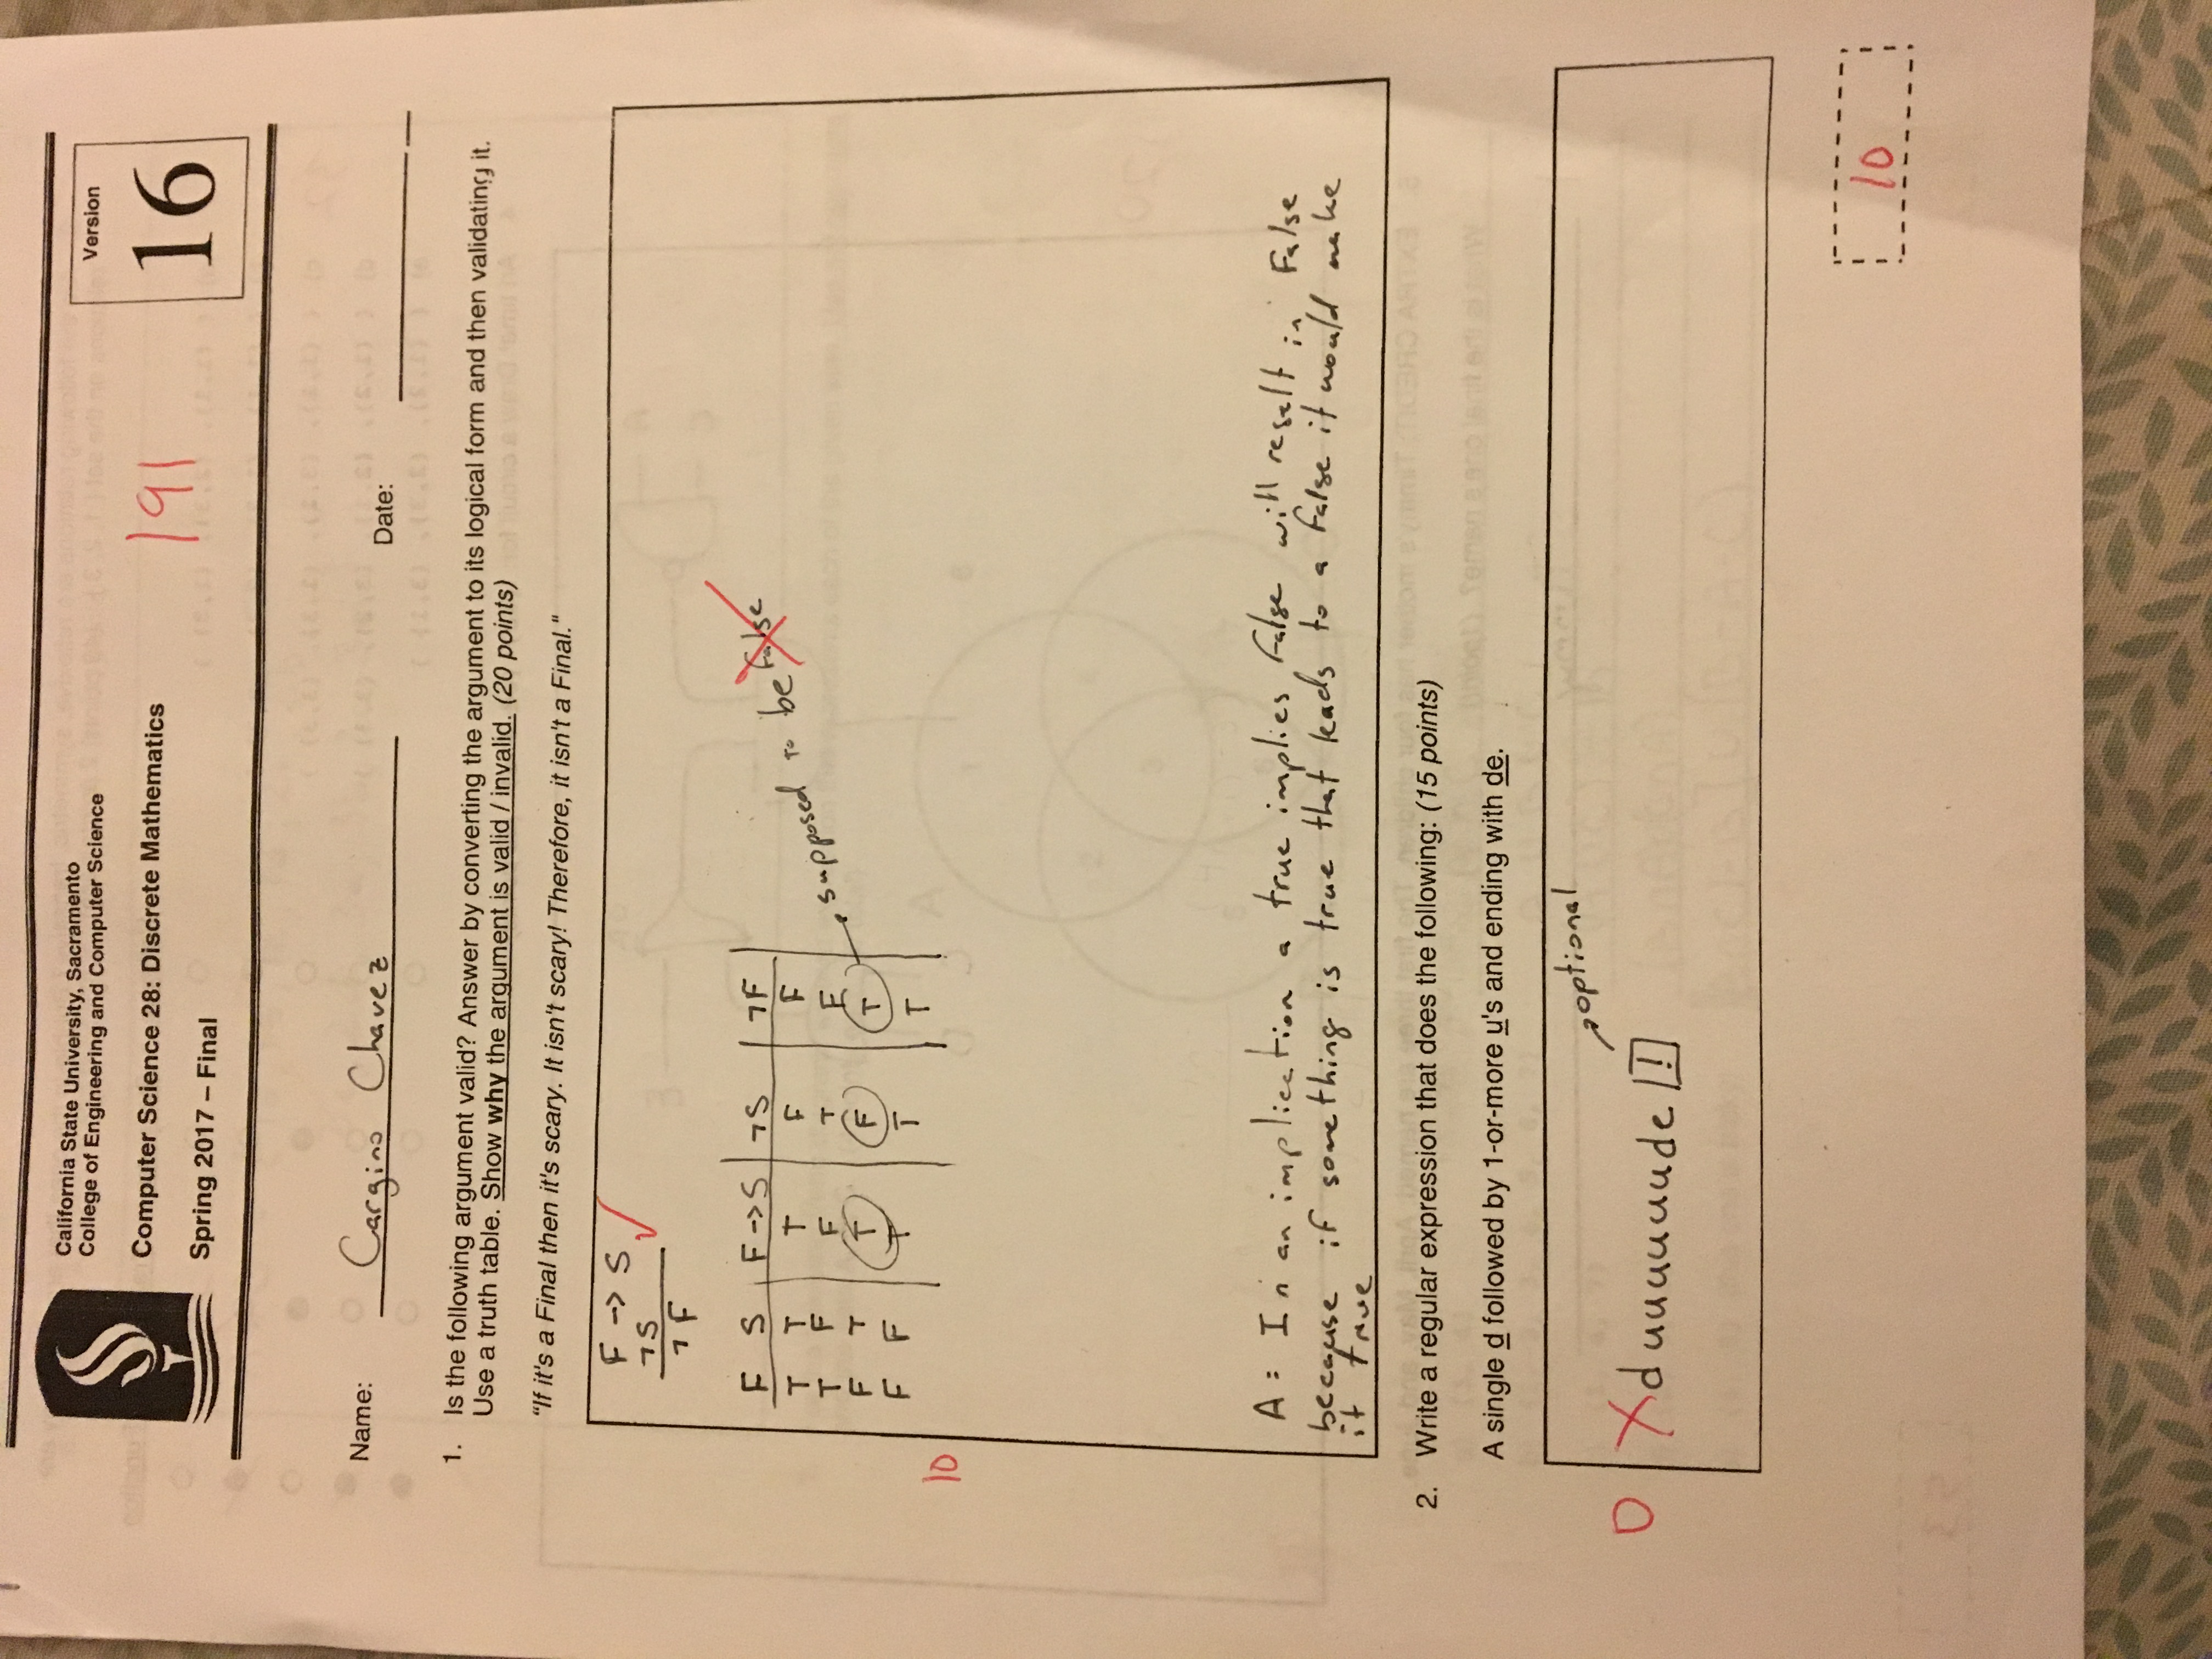 California State University, Sacramento
College of Engineering and Computer Science
Computer Science 28: Discrete Mathematics
Spring 2017 – Final
191
Version
16
Name: Cargino Chavez Date:
1. Is the following argument valid? Answer by converting the argument to its logical form and then validating it.
Use a truth table. Show why the argument is valid / invalid. (20 points)
"If it's a Final then it's scary. It isn't scary! Therefore, it isn't a Final."
F -> S
¬S
¬F
F S F->S ¬S ¬F
T T T F F
T F F T F
F T T F T
F F T T T
supposed to be false
10
A: In an implication a true implies false will result in False
because if something is true that leads to a false it would make
it true
2. Write a regular expression that does the following: (15 points)
A single d followed by 1-or-more u's and ending with de.
optional
0
duuuuuuude !
10